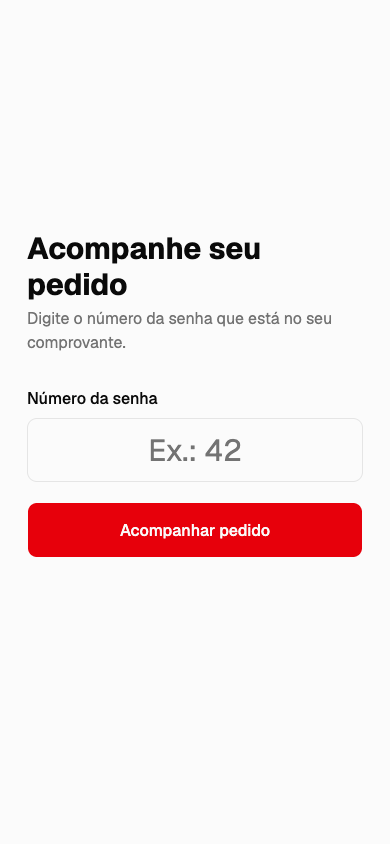 Acompanhe seu
pedido
Digite o número da senha que está no seu
comprovante.
Número da senha
Ex.: 42
Acompanhar pedido